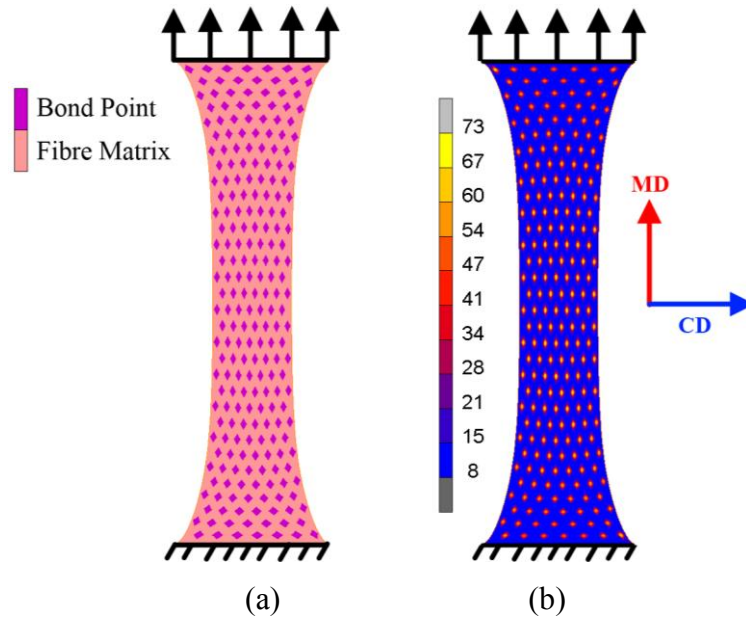 Bond Point
Fibre Matrix
73
67
60
54
47
41
34
28
21
15
8
MD
CD
(a)
(b)